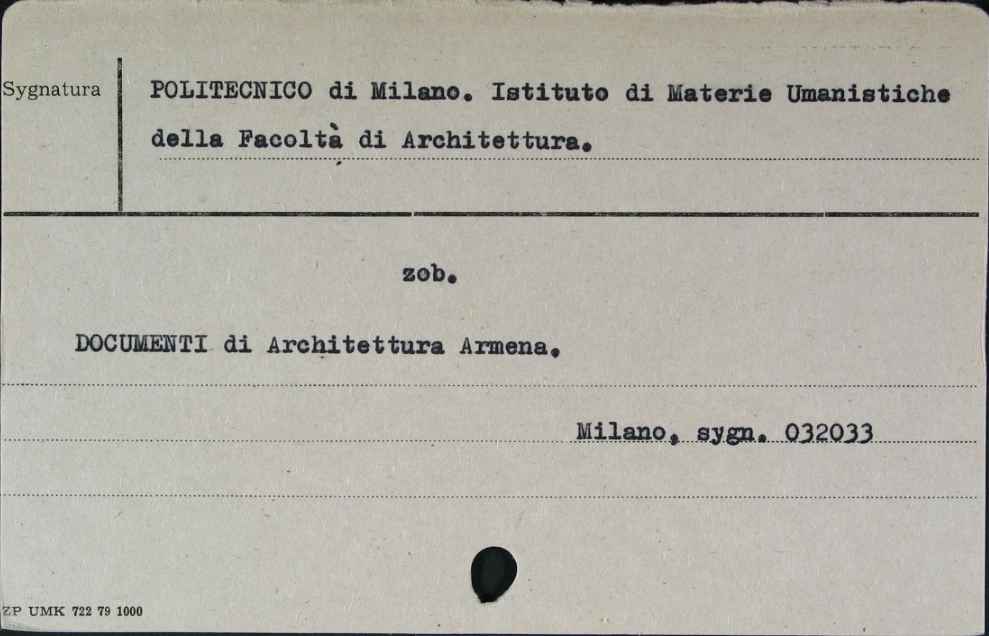 Sygnatura
POLITECNICO di Milano. Istituto di Materie Umanistiche
della Facoltà di Architettura.
zob.
DOCUMENTI di Architettura Armena.
Milano, sygn. 032033
ZP UMK 722 79 1000